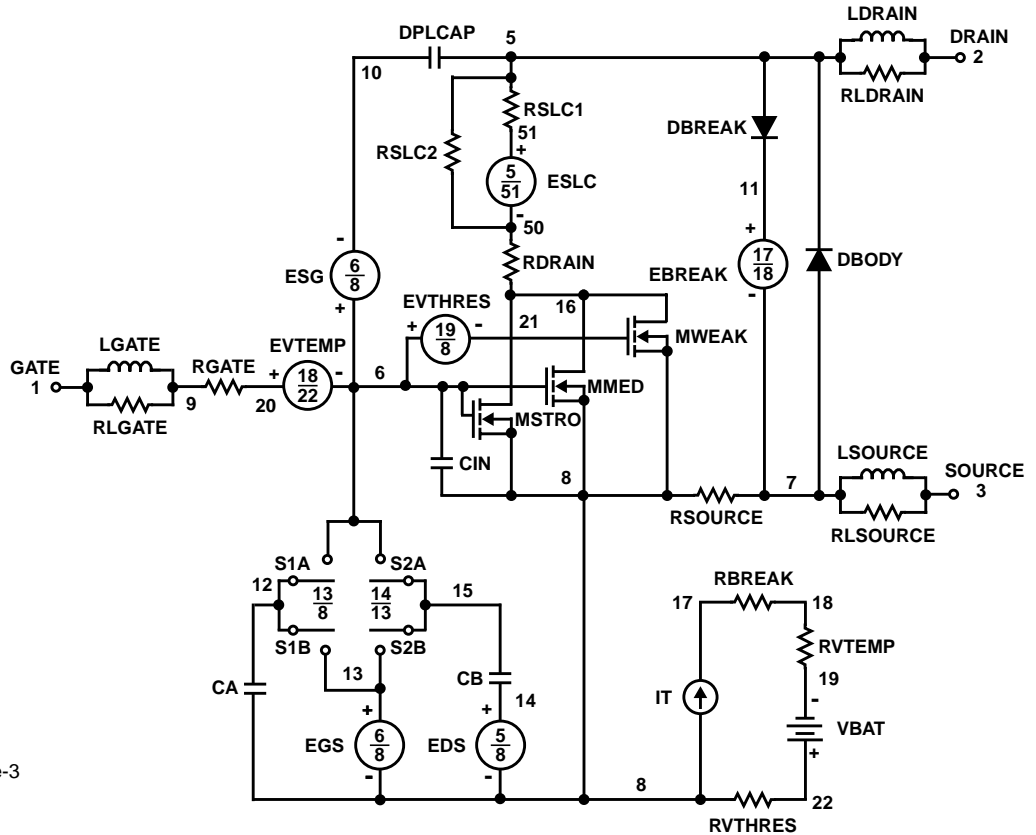 LDRAIN
DPLCAP
5
DRAIN
2
10
RLDRAIN
RSLC1
51
DBREAK
RSLC2
+
5
51
ESLC
11
-
50
-
+
RDRAIN
17
18
EBREAK
DBODY
ESG
6
8
EVTHRES
16
-
+
+
19
8
-
21
MWEAK
LGATE
EVTEMP
GATE
1
RGATE
+
18
22
-
6
MMED
9
20
RLGATE
MSTRO
LSOURCE
CIN
8
7
SOURCE
3
RSOURCE
RLSOURCE
S1A
S2A
12
13
8
14
13
15
RBREAK
17
18
S1B
S2B
RVTEMP
13
CB
19
CA
14
IT
-
+
+
VBAT
EGS
6
8
EDS
5
8
+
-
-
e-3
8
22
RVTHRES